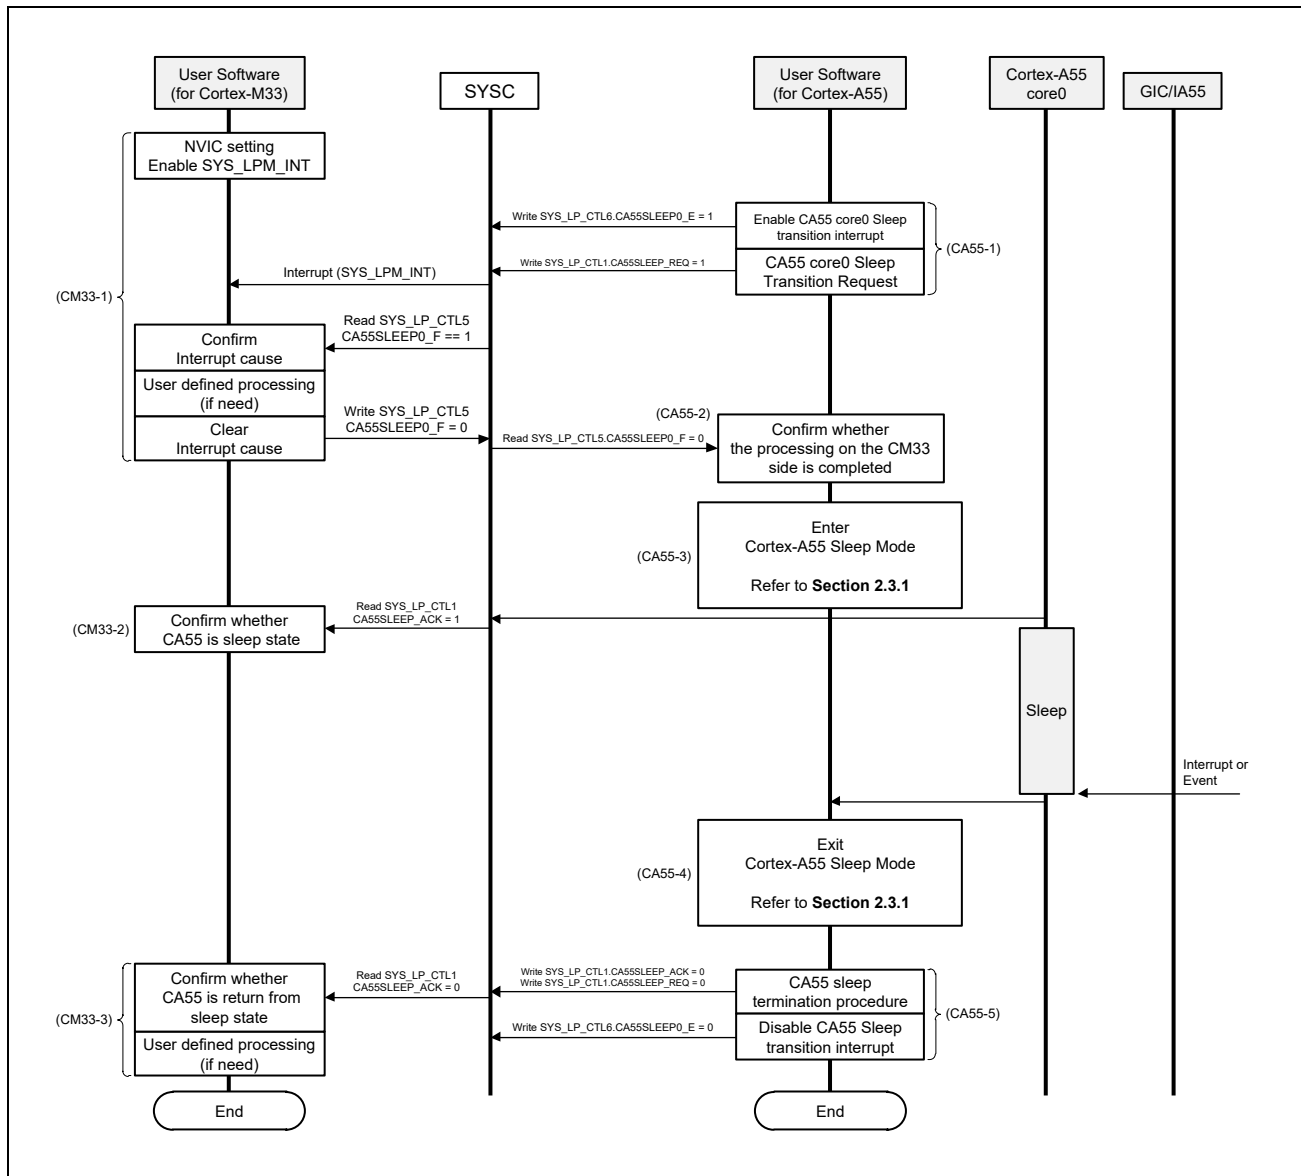 User Software
(for Cortex-M33)
SYSC
User Software
(for Cortex-A55)
Cortex-A55
core0
GIC/IA55
NVIC setting
Enable SYS_LPM_INT
Write SYS_LP_CTL6.CA55SLEEP0_E = 1
Enable CA55 core0 Sleep
transition interrupt
(CA55-1)
Write SYS_LP_CTL1.CA55SLEEP_REQ = 1
CA55 core0 Sleep
Transition Request
Interrupt (SYS_LPM_INT)
(CM33-1)
Read SYS_LP_CTL5
CA55SLEEP0_F == 1
Confirm
Interrupt cause
User defined processing
(if need)
Write SYS_LP_CTL5
CA55SLEEP0_F = 0
Clear
Interrupt cause
(CA55-2)
Read SYS_LP_CTL5.CA55SLEEP0_F = 0
Confirm whether
the processing on the CM33
side is completed
Enter
Cortex-A55 Sleep Mode
Refer to Section 2.3.1
(CA55-3)
Confirm whether
CA55 is sleep state
(CM33-2)
Read SYS_LP_CTL1
CA55SLEEP_ACK = 1
Sleep
Interrupt or
Event
Exit
Cortex-A55 Sleep Mode
Refer to Section 2.3.1
(CA55-4)
Confirm whether
CA55 is return from
sleep state
Read SYS_LP_CTL1
CA55SLEEP_ACK = 0
Write SYS_LP_CTL1.CA55SLEEP_ACK = 0
Write SYS_LP_CTL1.CA55SLEEP_REQ = 0
CA55 sleep
termination procedure
(CM33-3)
(CA55-5)
User defined processing
(if need)
Write SYS_LP_CTL6.CA55SLEEP0_E = 0
Disable CA55 Sleep
transition interrupt
End
End